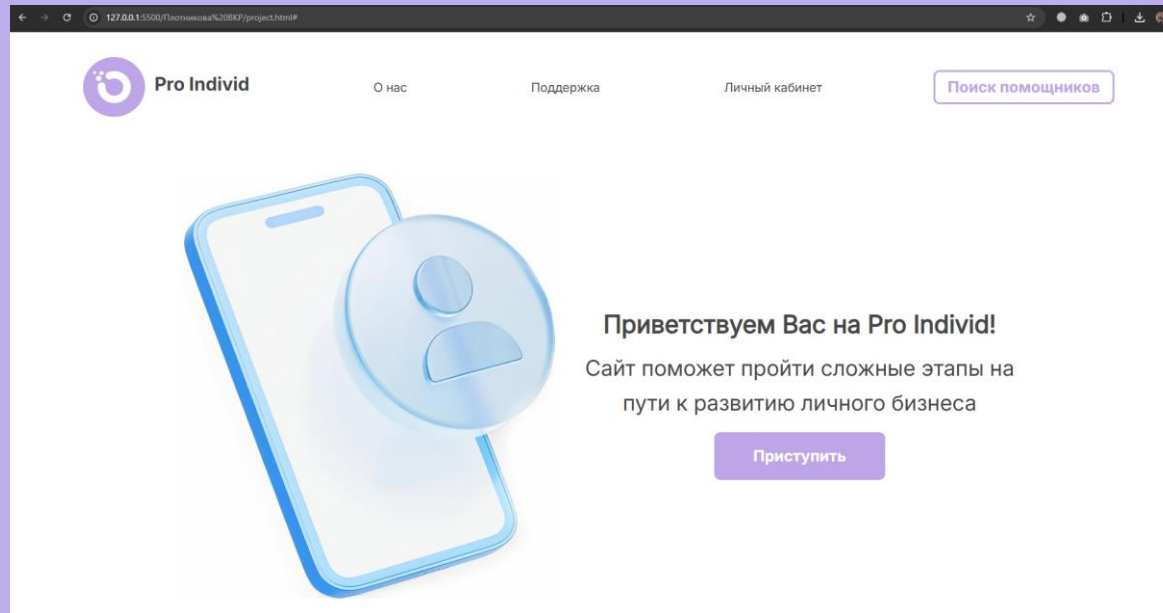 127.0.0.1:5500/Плотникова%20ВКР/project.html#
Pro Individ
О нас
Поддержка
Личный кабинет
Поиск помощников
Приветствуем Вас на Pro Individ!
Сайт поможет пройти сложные этапы на
пути к развитию личного бизнеса
Приступить